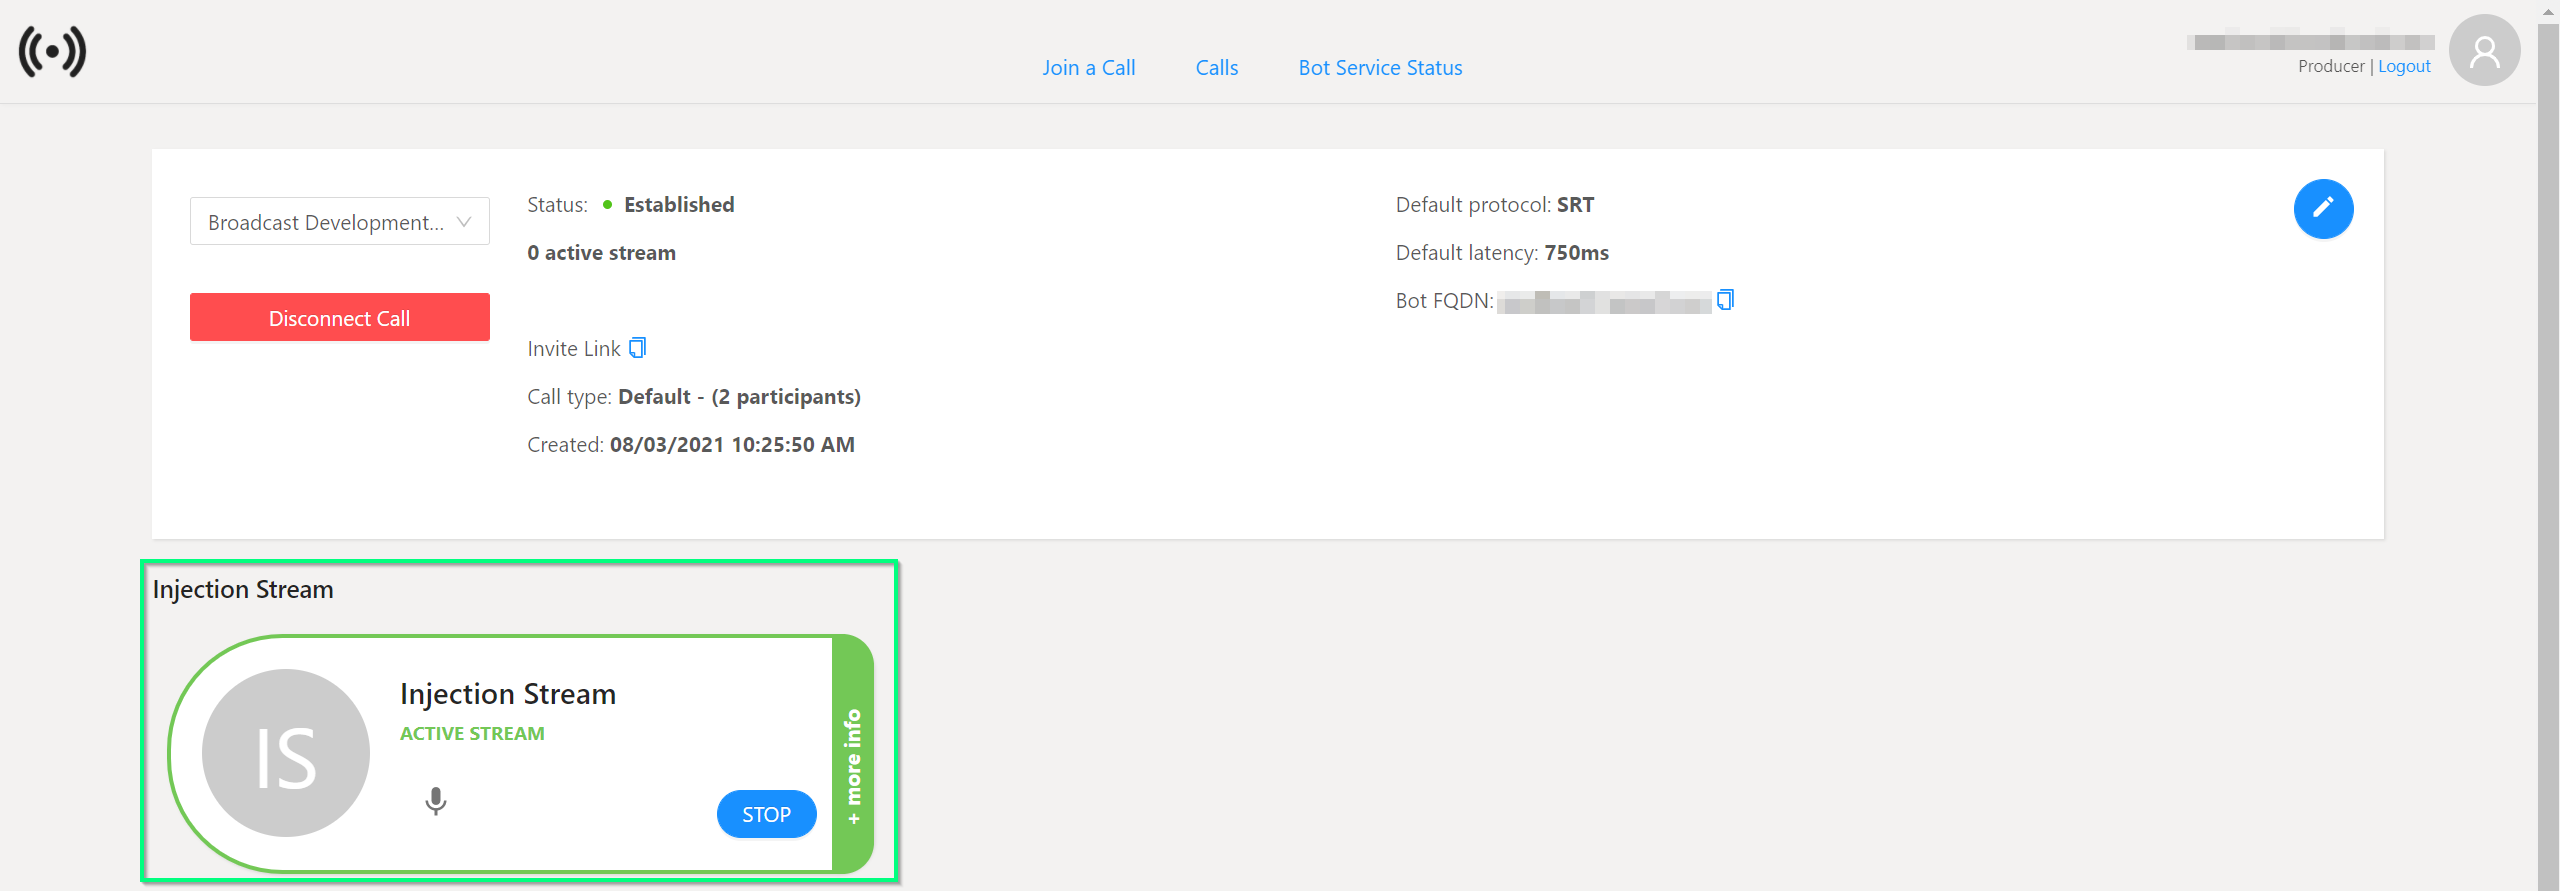 Join a Call Calls Bot Service Status
Producer | Logout
Broadcast Development...
Disconnect Call
Status: Established
0 active stream
Invite Link
Call type: Default - (2 participants)
Created: 08/03/2021 10:25:50 AM
Default protocol: SRT
Default latency: 750ms
Bot FQDN:
Injection Stream
IS
Injection Stream
ACTIVE STREAM
STOP
+ more info